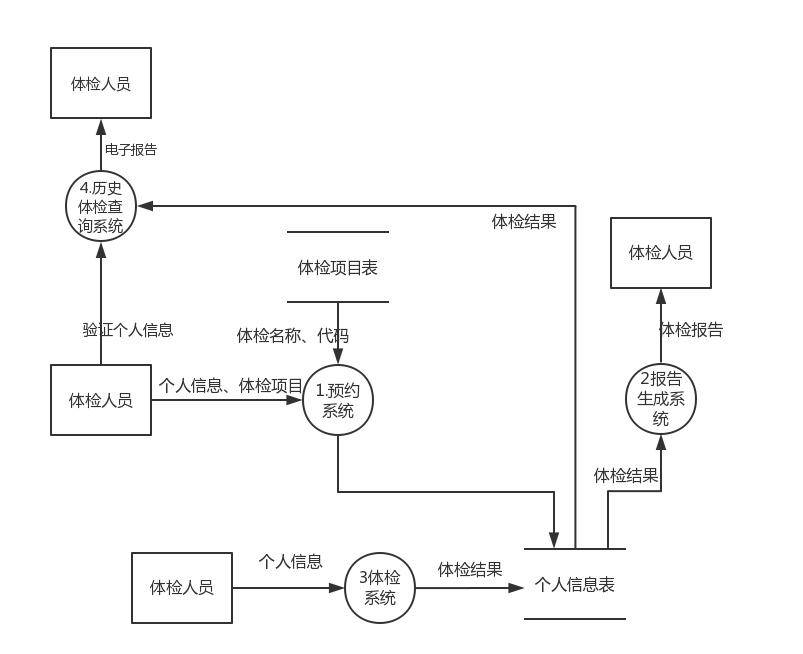 体检人员
电子报告
4.历史
体检查
询系统
体检结果
体检项目表
体检人员
验证个人信息
体检名称、代码
体检报告
体检人员
个人信息、体检项目
1.预约
系统
2报告
生成系
统
体检结果
体检人员
个人信息
3体检
系统
体检结果
个人信息表